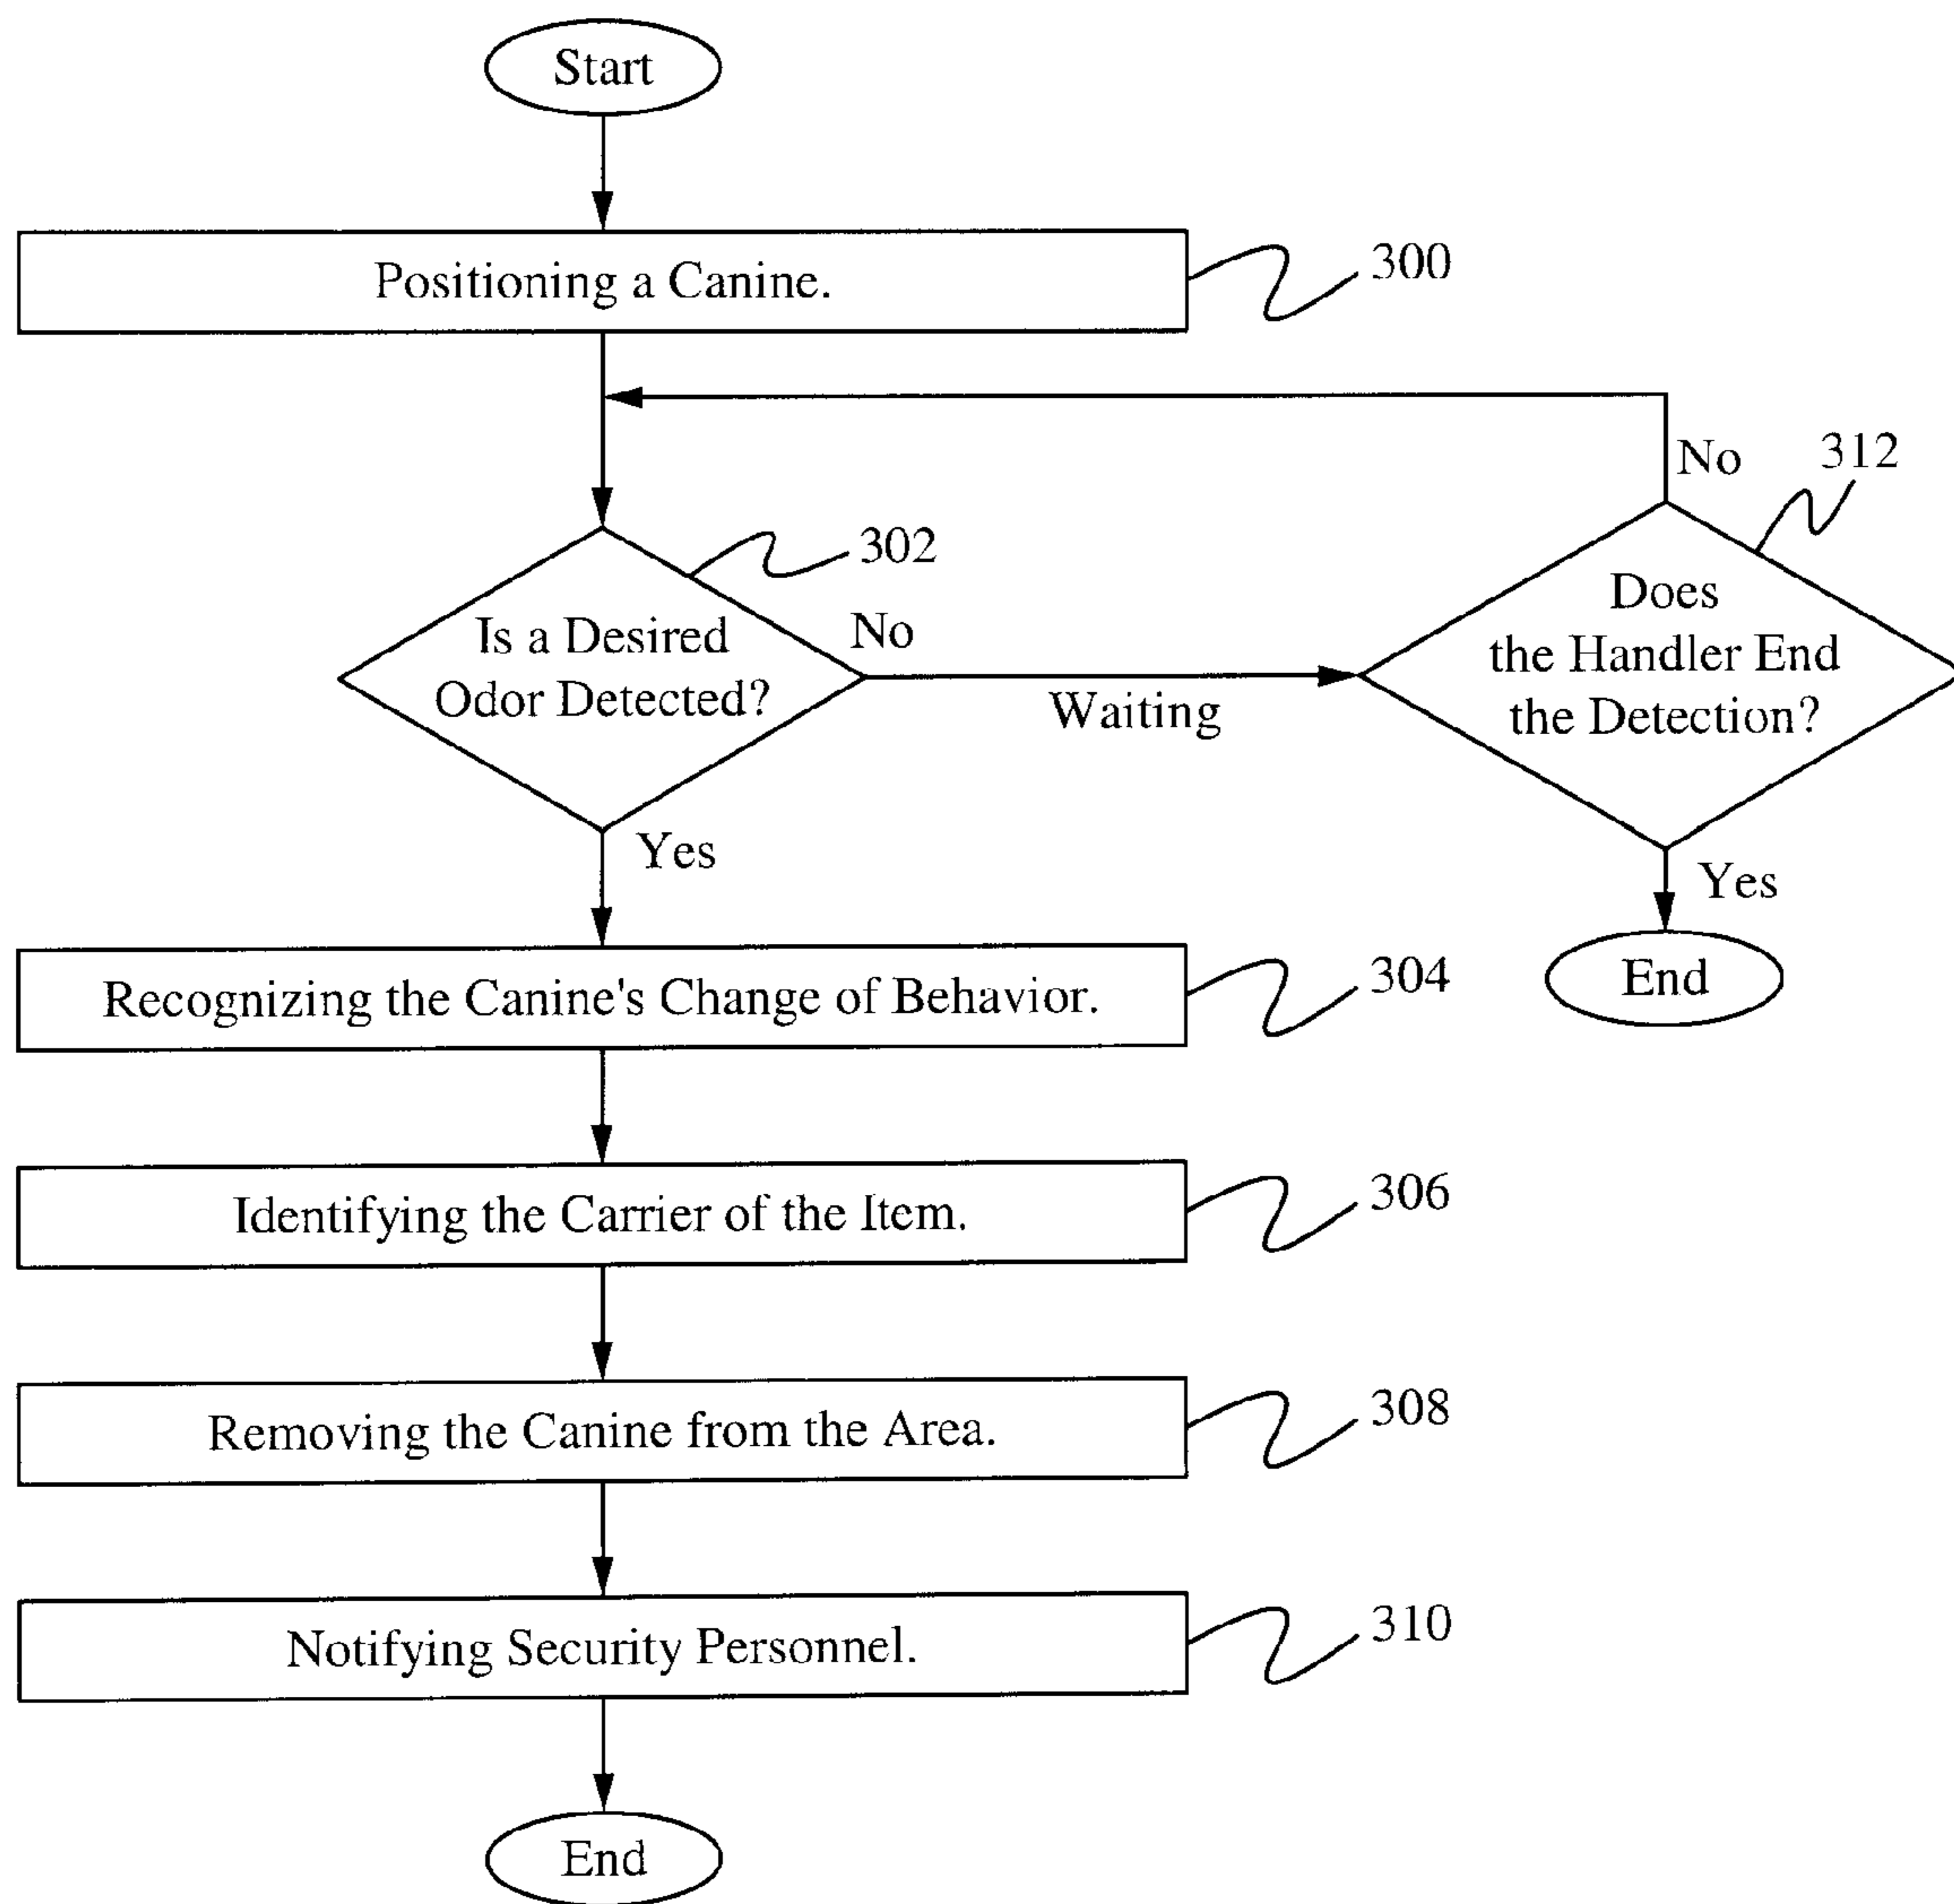 Start
Positioning a Canine.
300
No
312
302
Is a Desired
Odor Detected?
No
Waiting
Does
the Handler End
the Detection?
Yes
Yes
Recognizing the Canine's Change of Behavior.
304
End
Identifying the Carrier of the Item.
306
Removing the Canine from the Area.
308
Notifying Security Personnel.
310
End